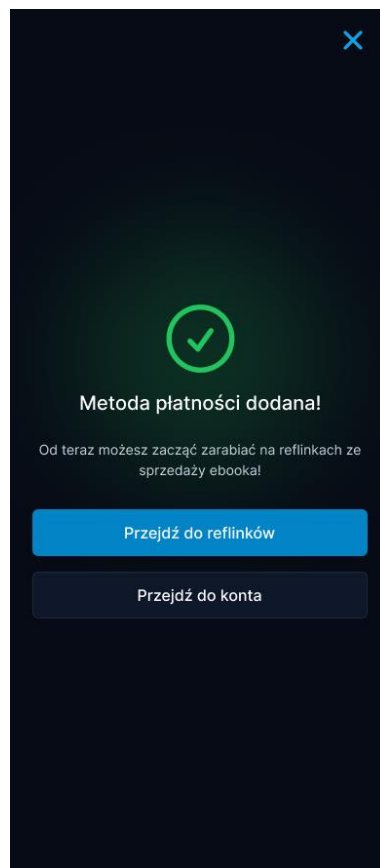 Metoda płatności dodana!
Od teraz możesz zacząć zarabiać na reflinkach ze
sprzedaży ebooka!
Przejdź do reflinków
Przejdź do konta